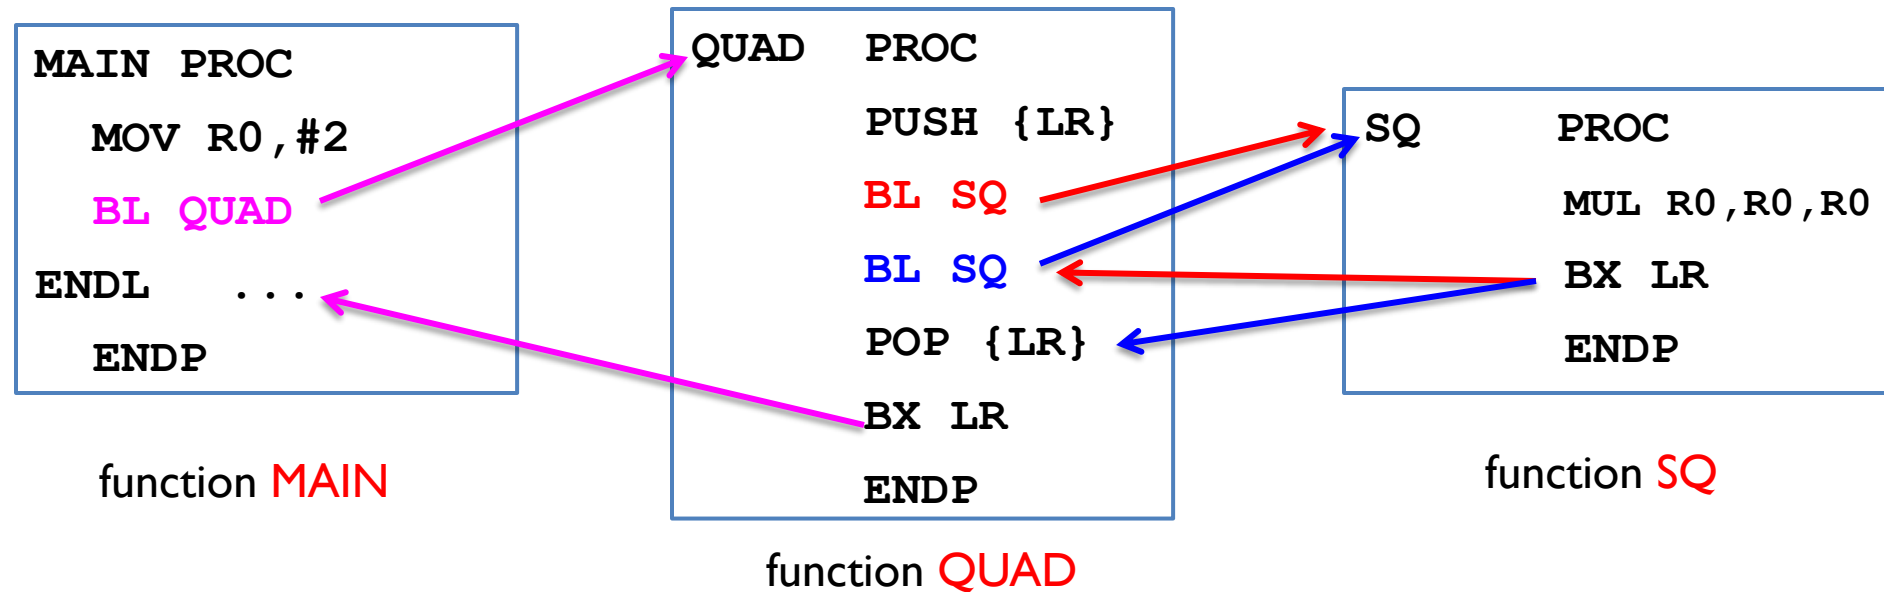 MAIN PROC
MOV R0,#2
BL QUAD
ENDL ...
ENDP
function MAIN
QUAD PROC
PUSH {LR}
BL SQ
BL SQ
POP {LR}
BX LR
ENDP
function QUAD
SQ PROC
MUL R0,R0,R0
BX LR
ENDP
function SQ